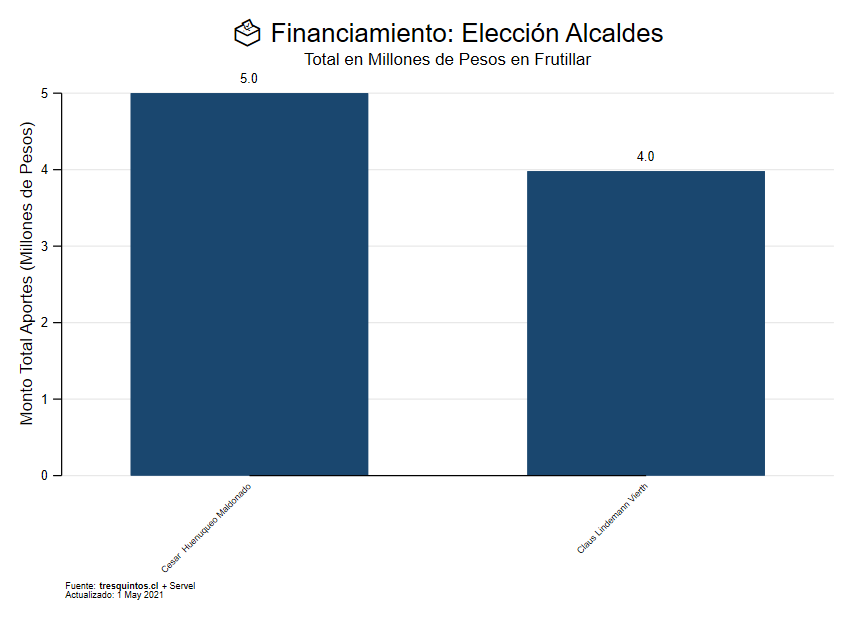 Financiamiento: Elección Alcaldes
Total en Millones de Pesos en Frutillar
Monto Total Aportes (Millones de Pesos)
5
4
3
2
1
0
5.0
4.0
Cesar  Huenuqueo Maldonado
Claus Lindemann Vierth
Fuente: tresquintos.cl + Servel
Actualizado: 1 May 2021